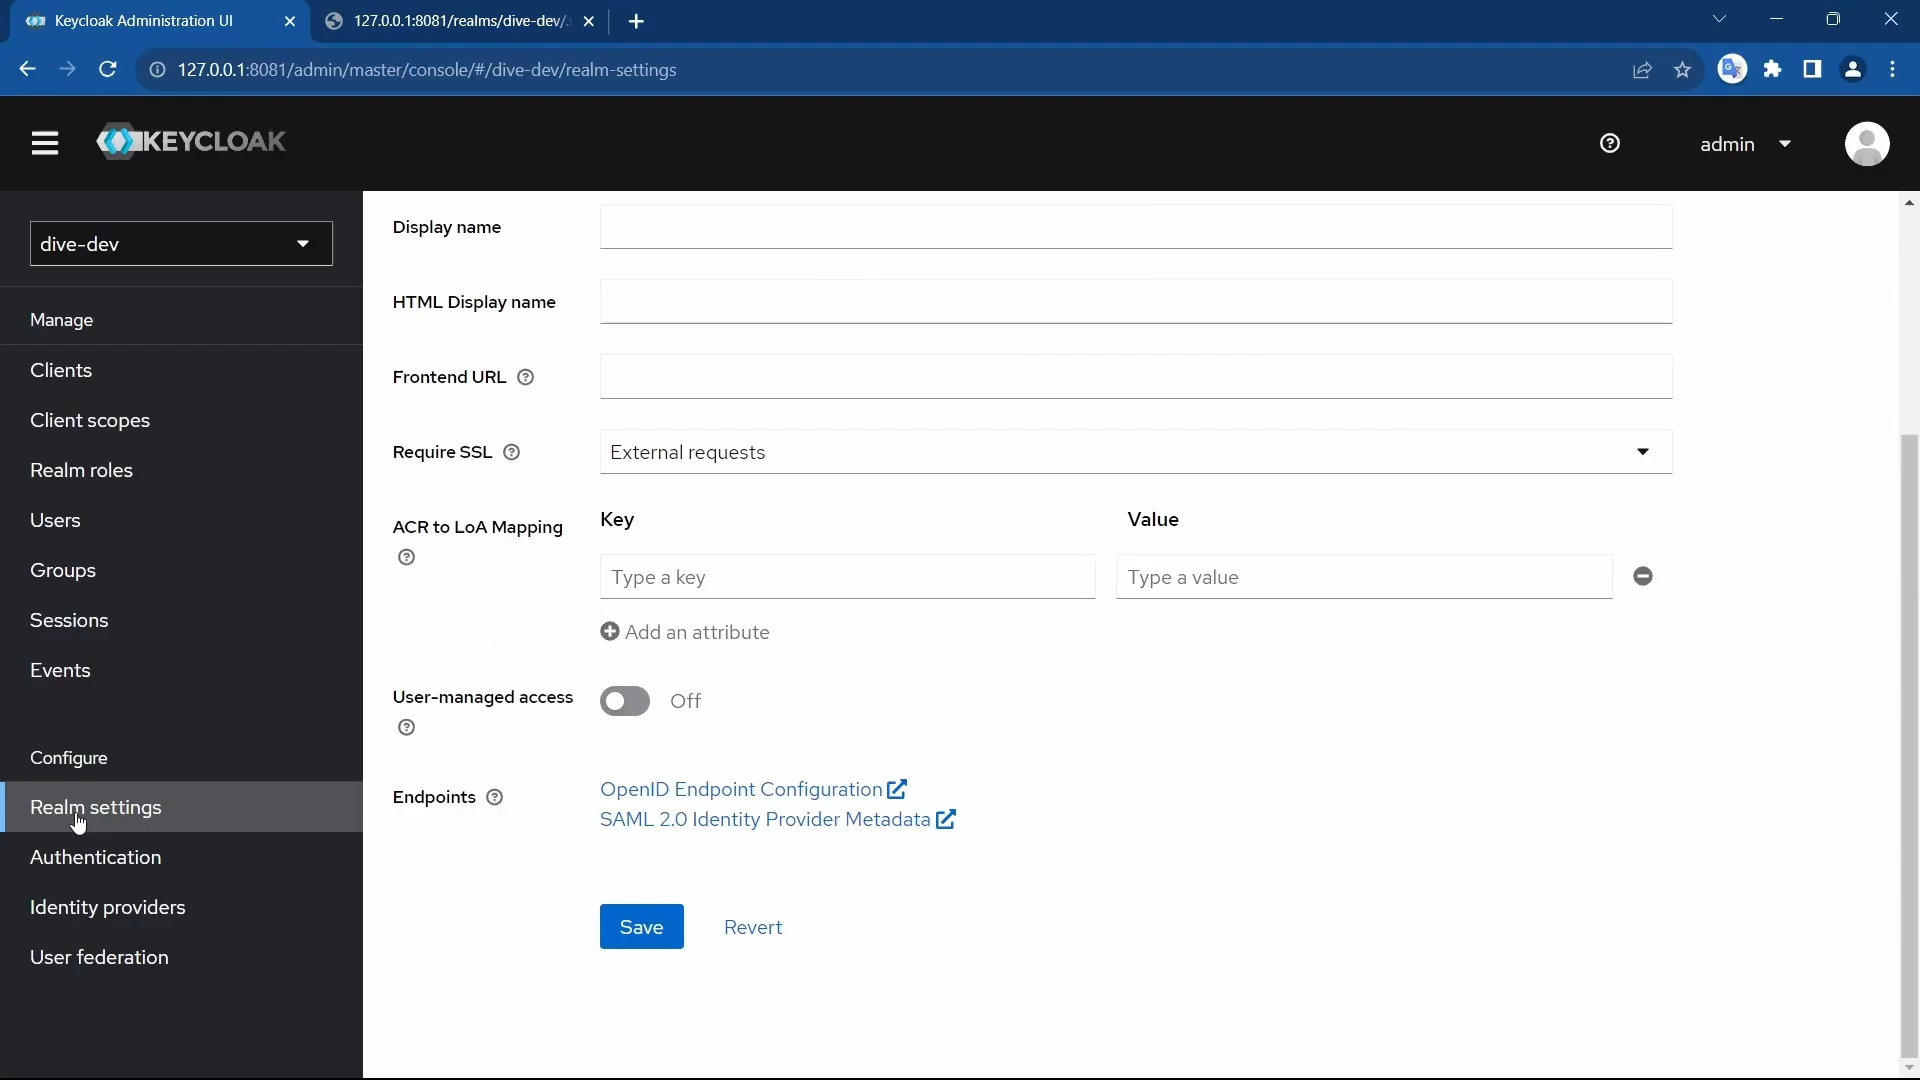 Keycloak Administration UI
127.0.0.1:8081/realms/dive-dev/.
127.0.0.1:8081/admin/master/console/#/dive-dev/realm-settings
KEYCLOAK
admin
dive-dev
Manage
Clients
Client scopes
Realm roles
Users
Groups
Sessions
Events
Configure
Realm settings
Authentication
Identity providers
User federation
Display name
HTML Display name
Frontend URL
Require SSL
External requests
ACR to LoA Mapping
Key Value
Type a key Type a value
Add an attribute
User-managed access
Off
Endpoints
OpenID Endpoint Configuration
SAML 2.0 Identity Provider Metadata
Save Revert